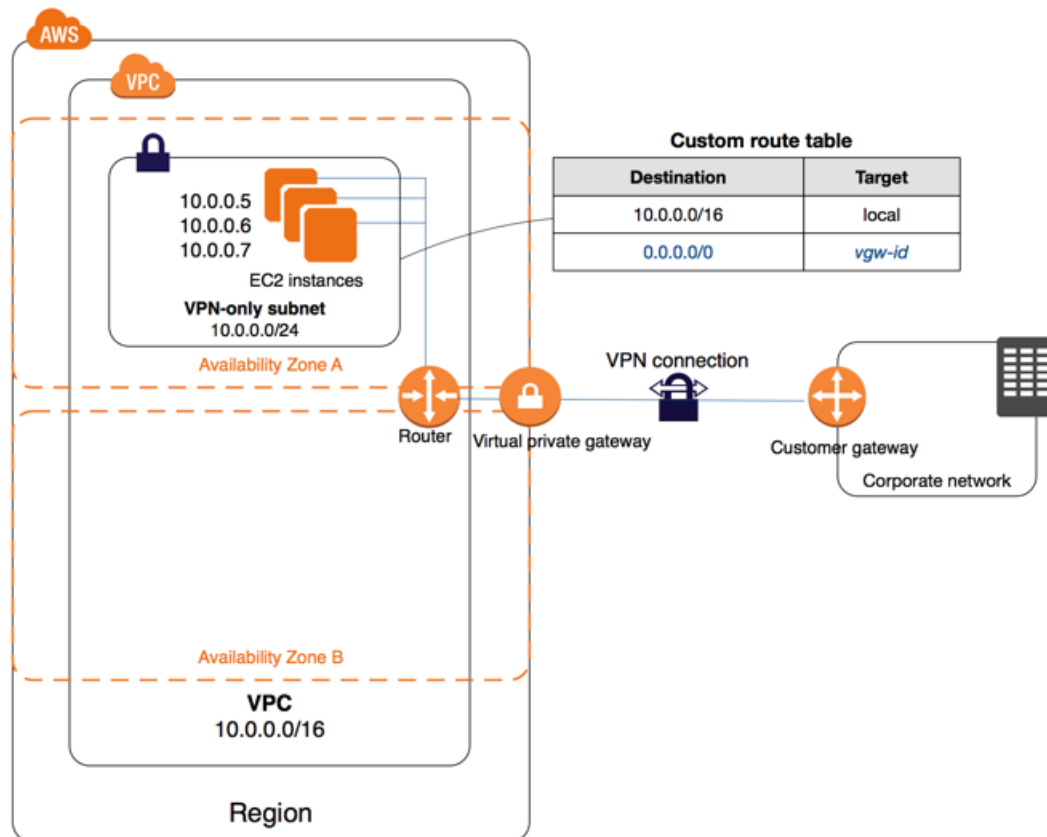 AWS
VPC
10.0.0.5
10.0.0.6
10.0.0.7
EC2 instances
VPN-only subnet
10.0.0.0/24
Availability Zone A
Custom route table
Destination Target
10.0.0.0/16 local
0.0.0.0/0 vgw-id
VPN connection
Router
Virtual private gateway
Customer gateway
Corporate network
Availability Zone B
VPC
10.0.0.0/16
Region